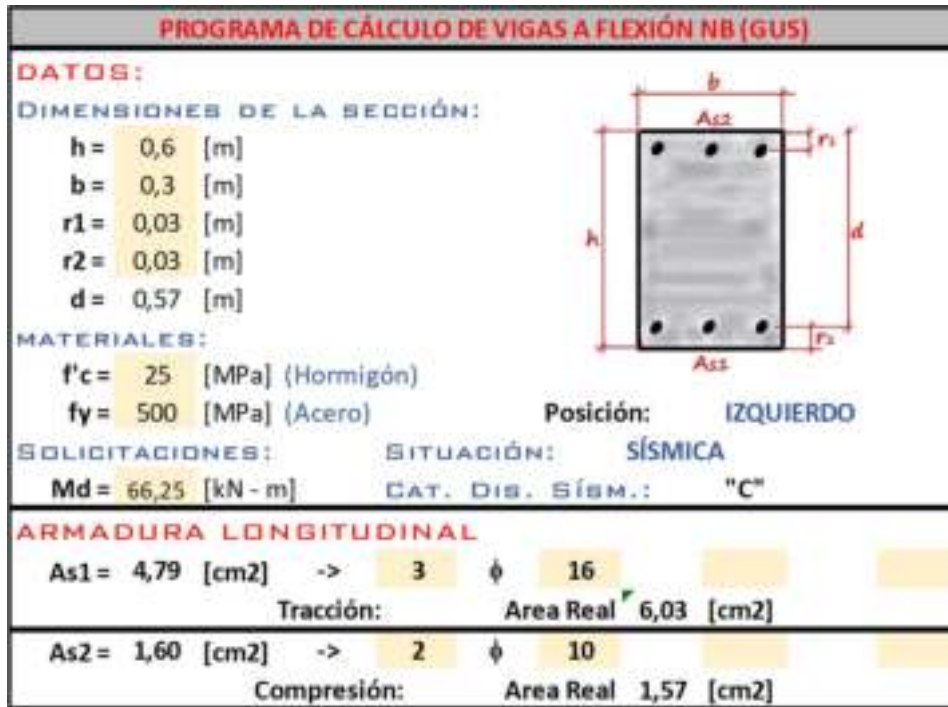 PROGRAMA DE CÁLCULO DE VIGAS A FLEXIÓN NB (GU5)
DATOS:
DIMENSIONES DE LA SECCIÓN:
h = 0,6 [m]
b = 0,3 [m]
r1 = 0,03 [m]
r2 = 0,03 [m]
d = 0,57 [m]
b
As2
r1
h
d
r2
As1
MATERIALES:
f'c = 25 [MPa] (Hormigón)
fy = 500 [MPa] (Acero)
Posición: IZQUIERDO
SOLICITACIONES: SITUACIÓN: SÍSMICA
Md = 66,25 [kN - m] CAT. DIS. SÍSM.: "C"
ARMADURA LONGITUDINAL
As1 = 4,79 [cm2] -> 3 ϕ 16
Tracción: Area Real 6,03 [cm2]
As2 = 1,60 [cm2] -> 2 ϕ 10
Compresión: Area Real 1,57 [cm2]